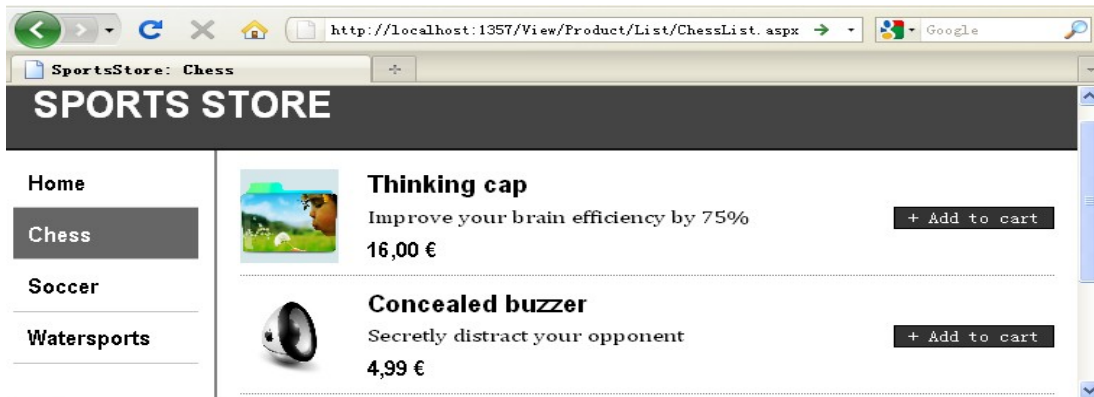 http://localhost:1357/View/Product/List/ChessList.aspx
Google
SportsStore: Chess
SPORTS STORE
Home
Chess
Soccer
Watersports
Thinking cap
Improve your brain efficiency by 75%
16,00 €
+ Add to cart
Concealed buzzer
Secretly distract your opponent
4,99 €
+ Add to cart